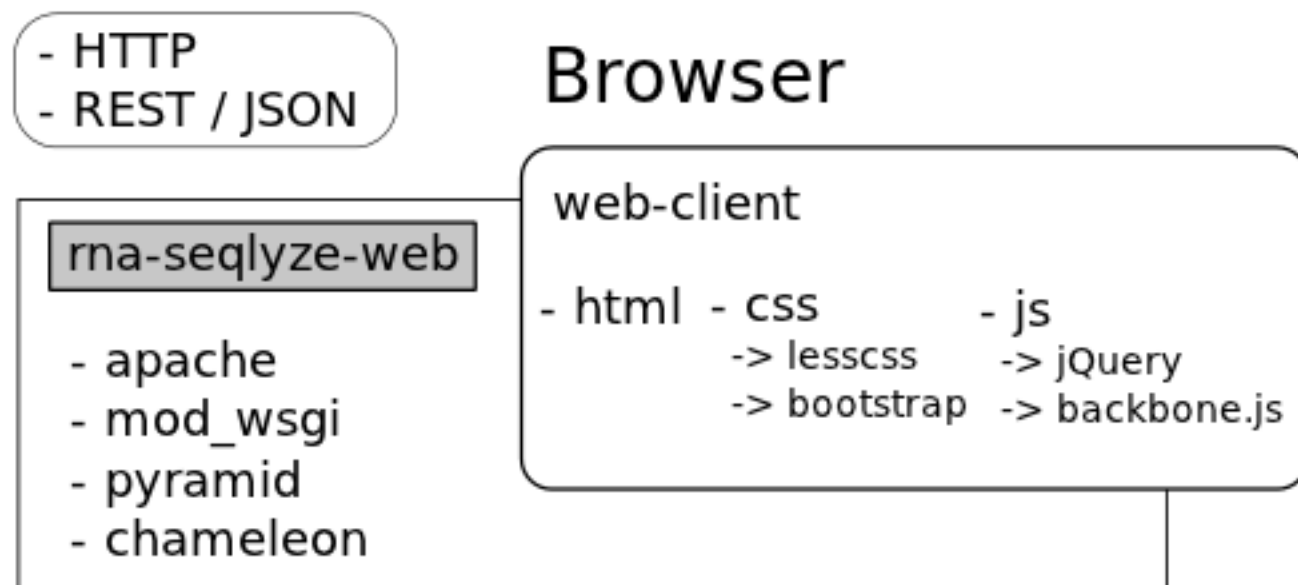 - HTTP
- REST / JSON
Browser
web-client
- html - css - js
-> lesscss -> jQuery
-> bootstrap -> backbone.js
rna-seqlyze-web
- apache
- mod_wsgi
- pyramid
- chameleon